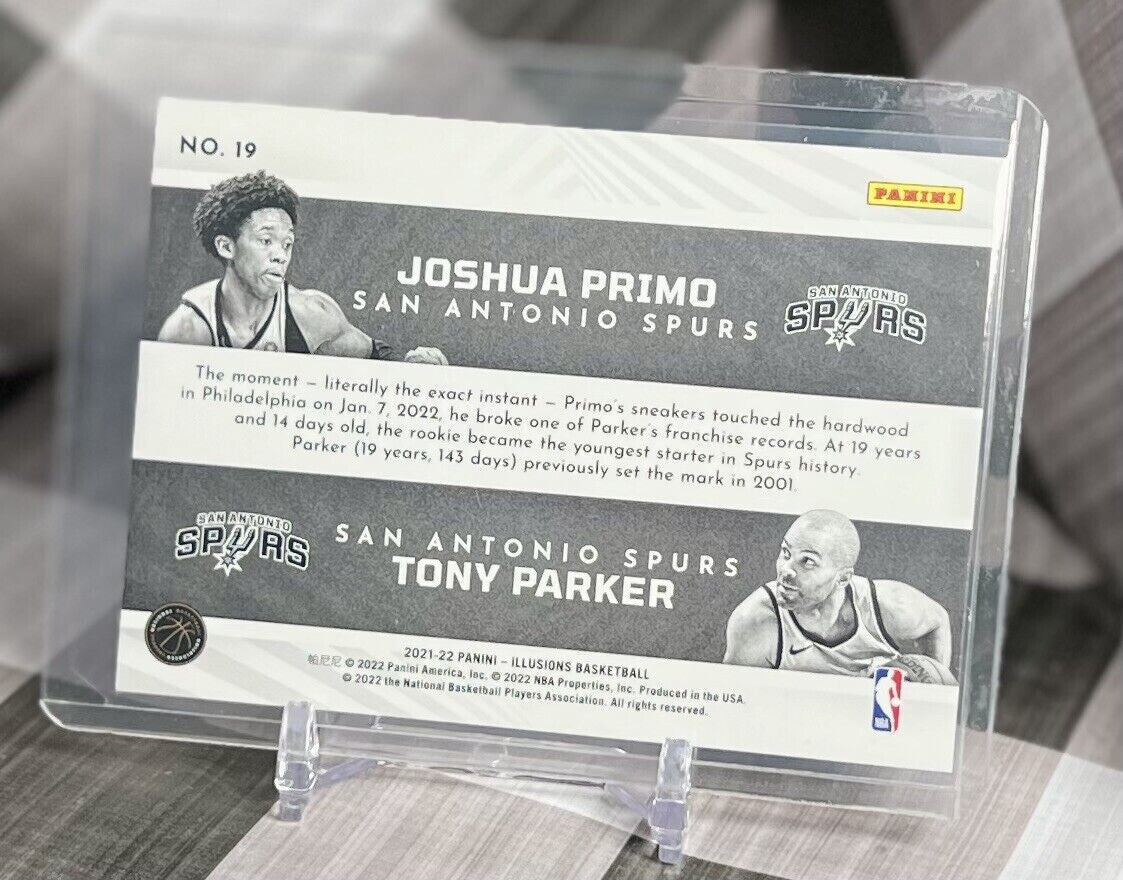 NO. 19
PANINI
JOSHUA PRIMO
SAN ANTONIO SPURS
SAN ANTONIO
SPURS
The moment – literally the exact instant – Primo's sneakers touched the hardwood
in Philadelphia on Jan. 7, 2022, he broke one of Parker's franchise records. At 19 years
and 14 days old, the rookie became the youngest starter in Spurs history.
Parker (19 years, 143 days) previously set the mark in 2001.
SAN ANTONIO
SPURS
SAN ANTONIO SPURS
TONY PARKER
2021-22 PANINI – ILLUSIONS BASKETBALL
帕尼尼 © 2022 Panini America, Inc. © 2022 NBA Properties, Inc. Produced in the USA.
© 2022 the National Basketball Players Association. All rights reserved.
NBA